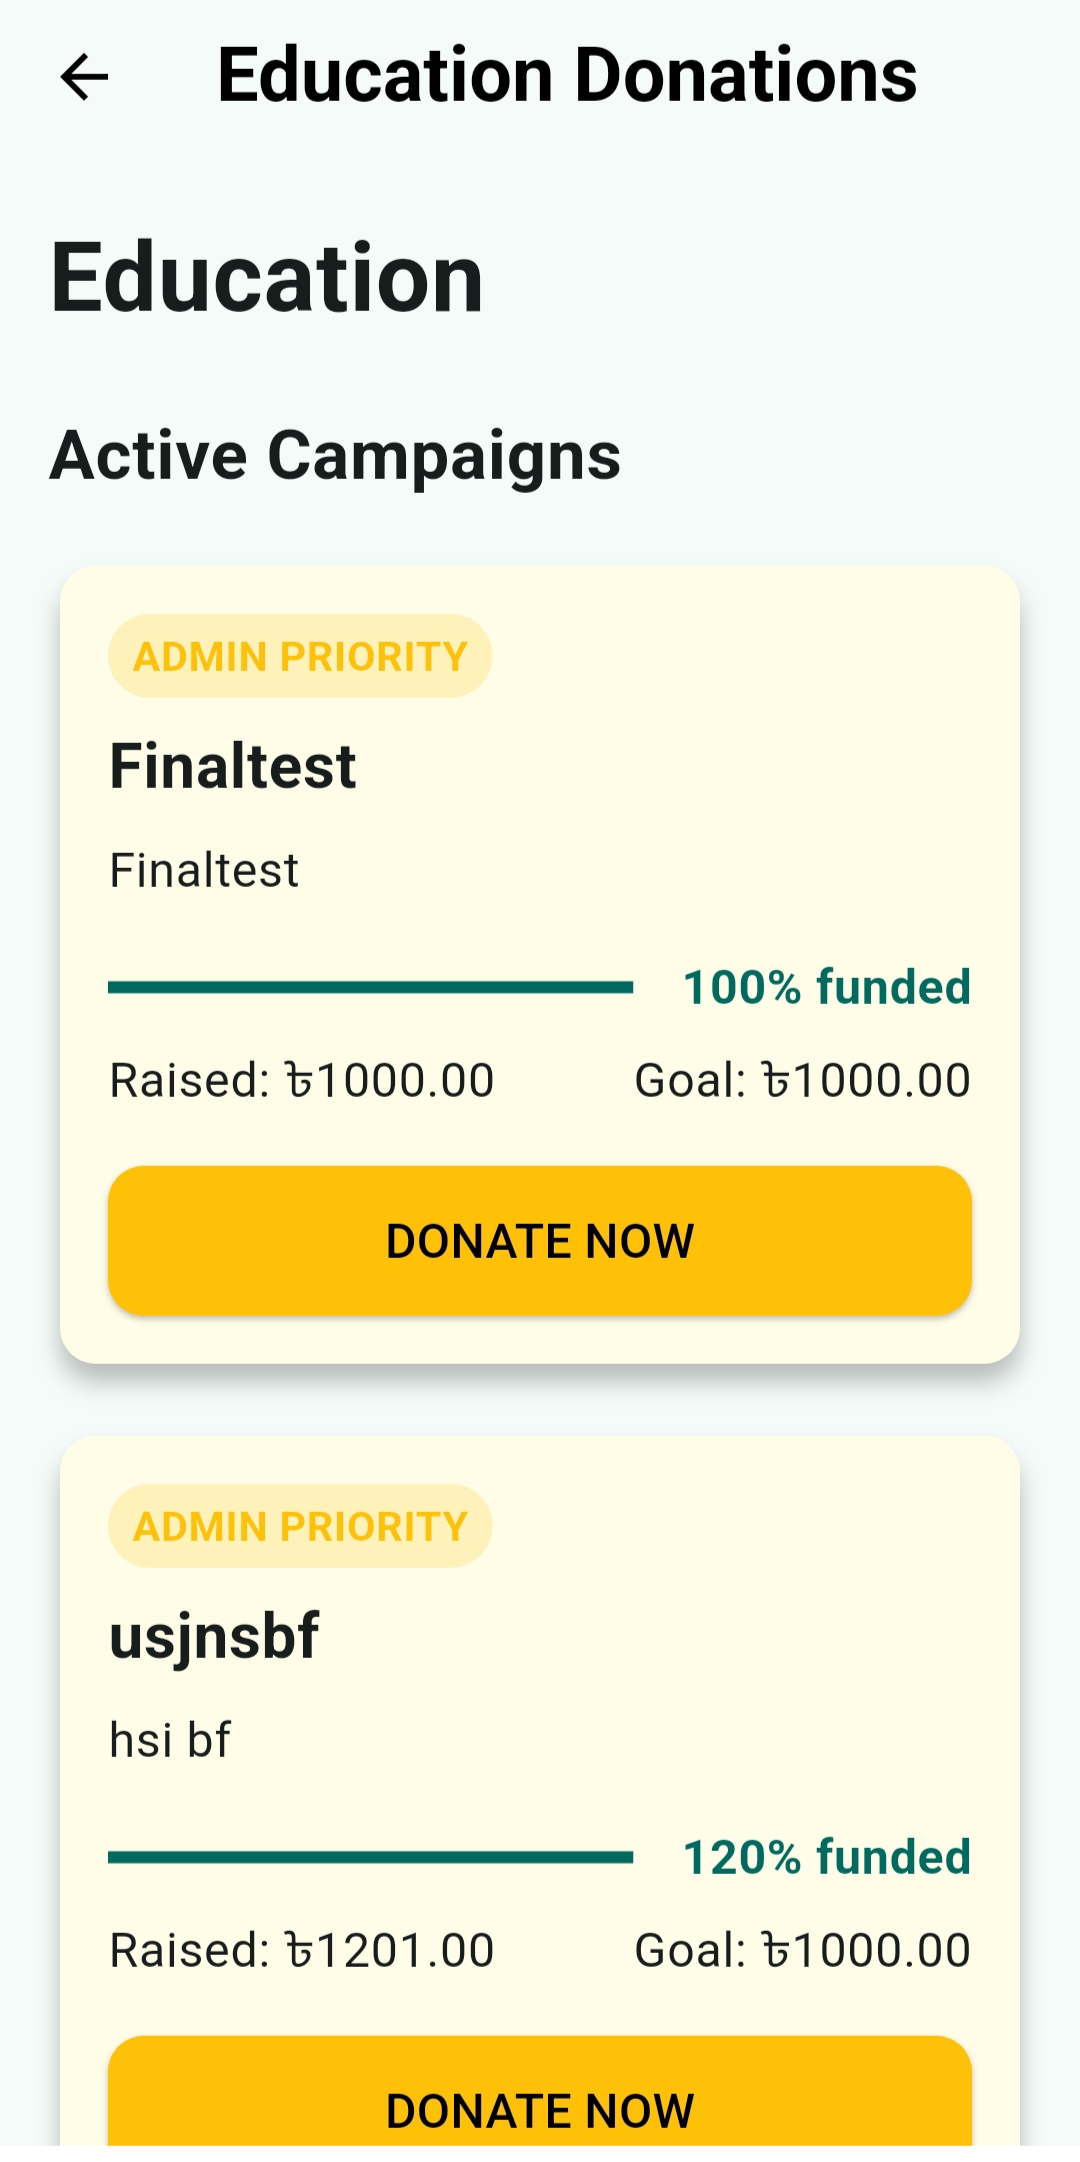 Education Donations
Education
Active Campaigns
ADMIN PRIORITY
Finaltest
Finaltest
100% funded
Raised: ৳1000.00 Goal: ৳1000.00
DONATE NOW
ADMIN PRIORITY
usjnsbf
hsi bf
120% funded
Raised: ৳1201.00 Goal: ৳1000.00
DONATE NOW